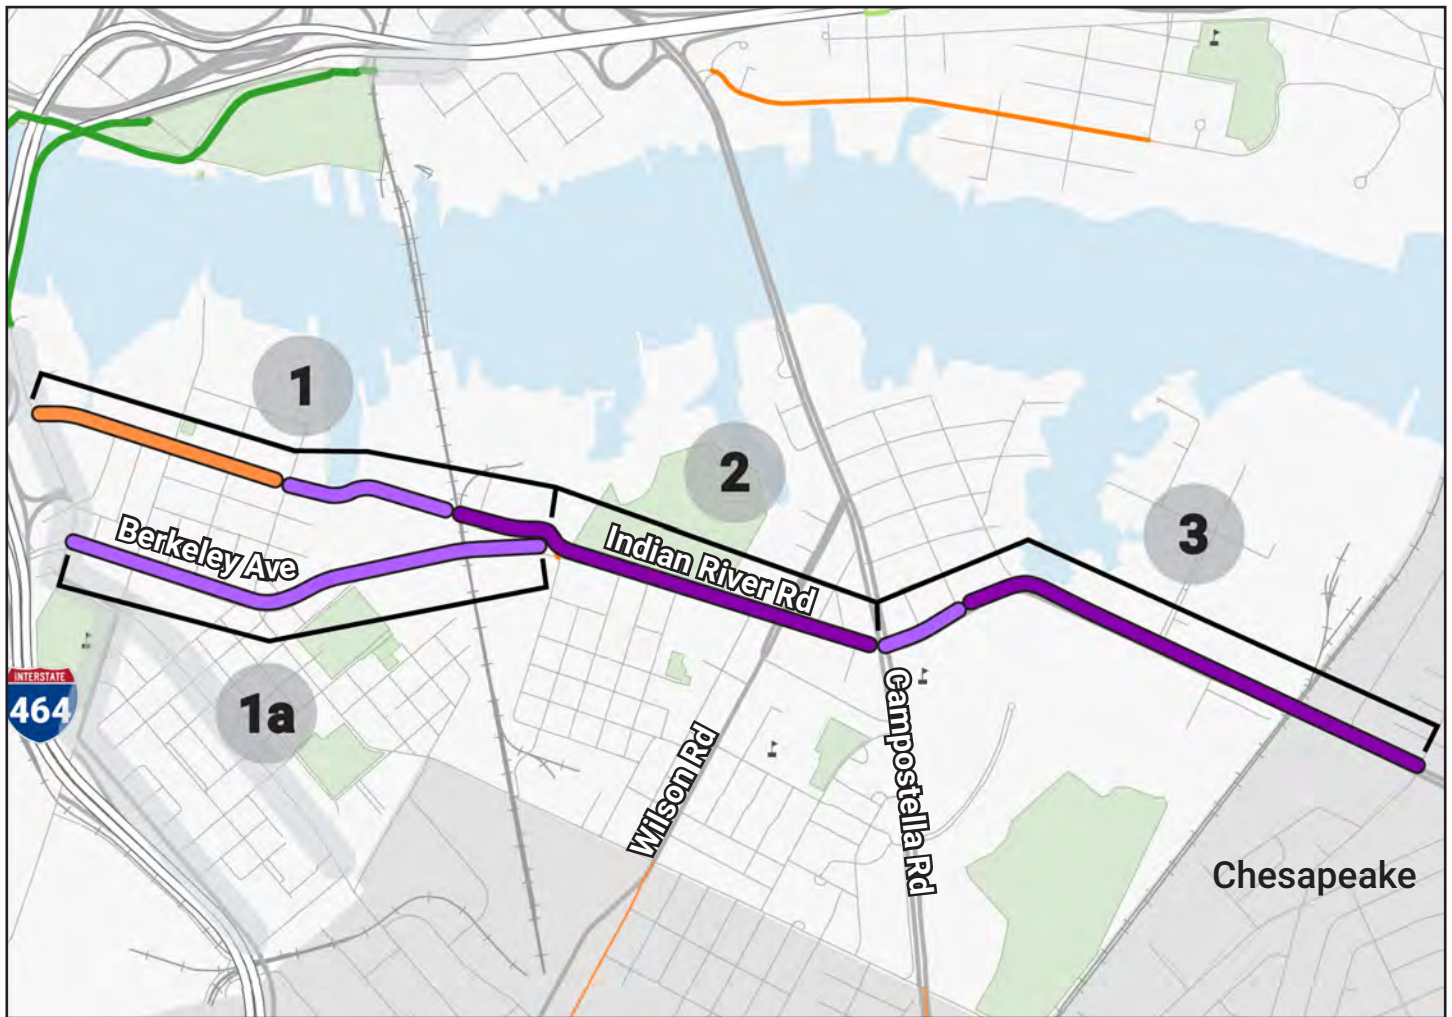 1
2
Indian River Rd
3
Berkeley Ave
INTERSTATE
464
1a
Campostella Rd
Wilson Rd
Chesapeake